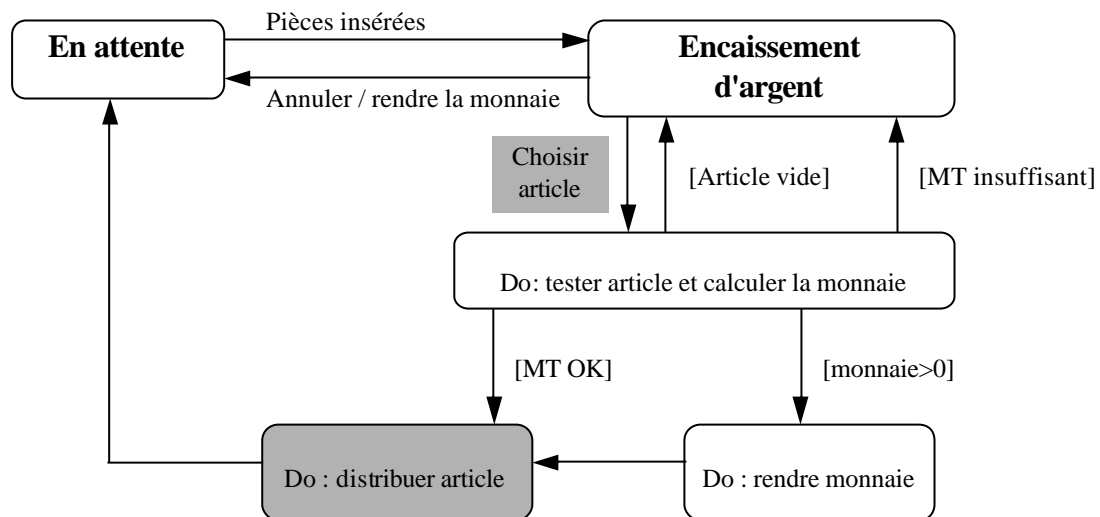 Pièces insérées
En attente
Encaissement
d'argent
Annuler / rendre la monnaie
Choisir
article
[Article vide]
[MT insuffisant]
Do: tester article et calculer la monnaie
[MT OK]
[monnaie>0]
Do : distribuer article
Do : rendre monnaie